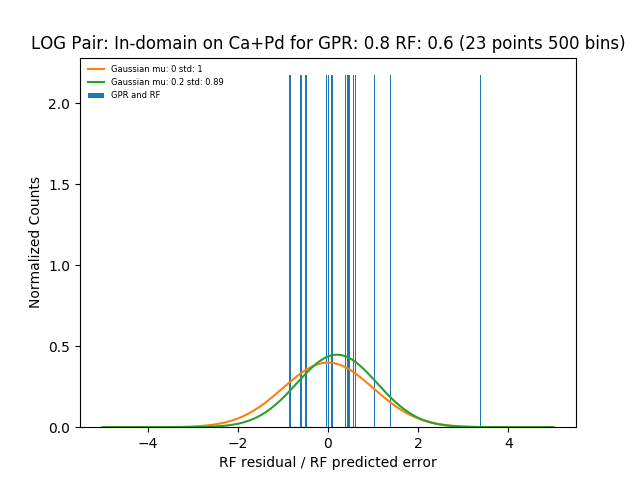 LOG Pair: In-domain on Ca+Pd for GPR: 0.8 RF: 0.6 (23 points 500 bins)
Gaussian mu: 0 std: 1
Gaussian mu: 0.2 std: 0.89
GPR and RF
2.0
1.5
1.0
0.5
0.0
Normalized Counts
−4 −2 0 2 4
RF residual / RF predicted error